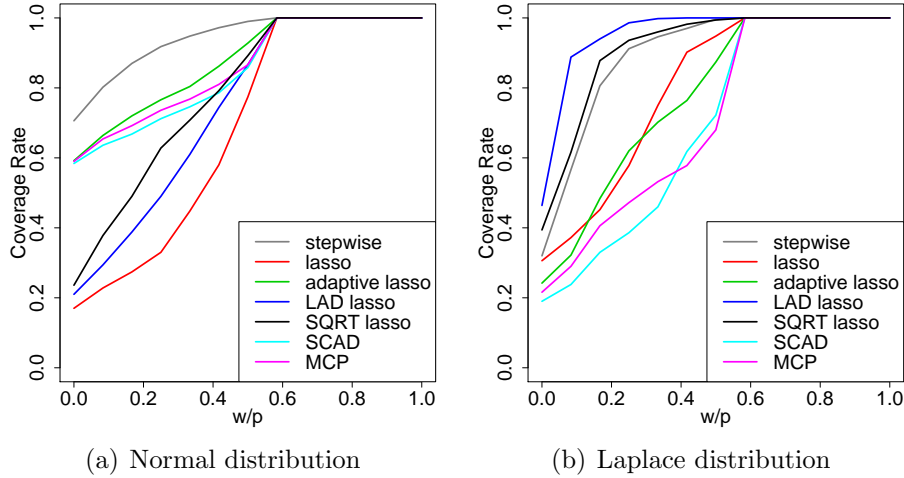 Coverage Rate
0.0 0.2 0.4 0.6 0.8 1.0
stepwise
lasso
adaptive lasso
LAD lasso
SQRT lasso
SCAD
MCP
0.0 0.2 0.4 0.6 0.8 1.0
w/p
(a) Normal distribution
Coverage Rate
0.0 0.2 0.4 0.6 0.8 1.0
stepwise
lasso
adaptive lasso
LAD lasso
SQRT lasso
SCAD
MCP
0.0 0.2 0.4 0.6 0.8 1.0
w/p
(b) Laplace distribution